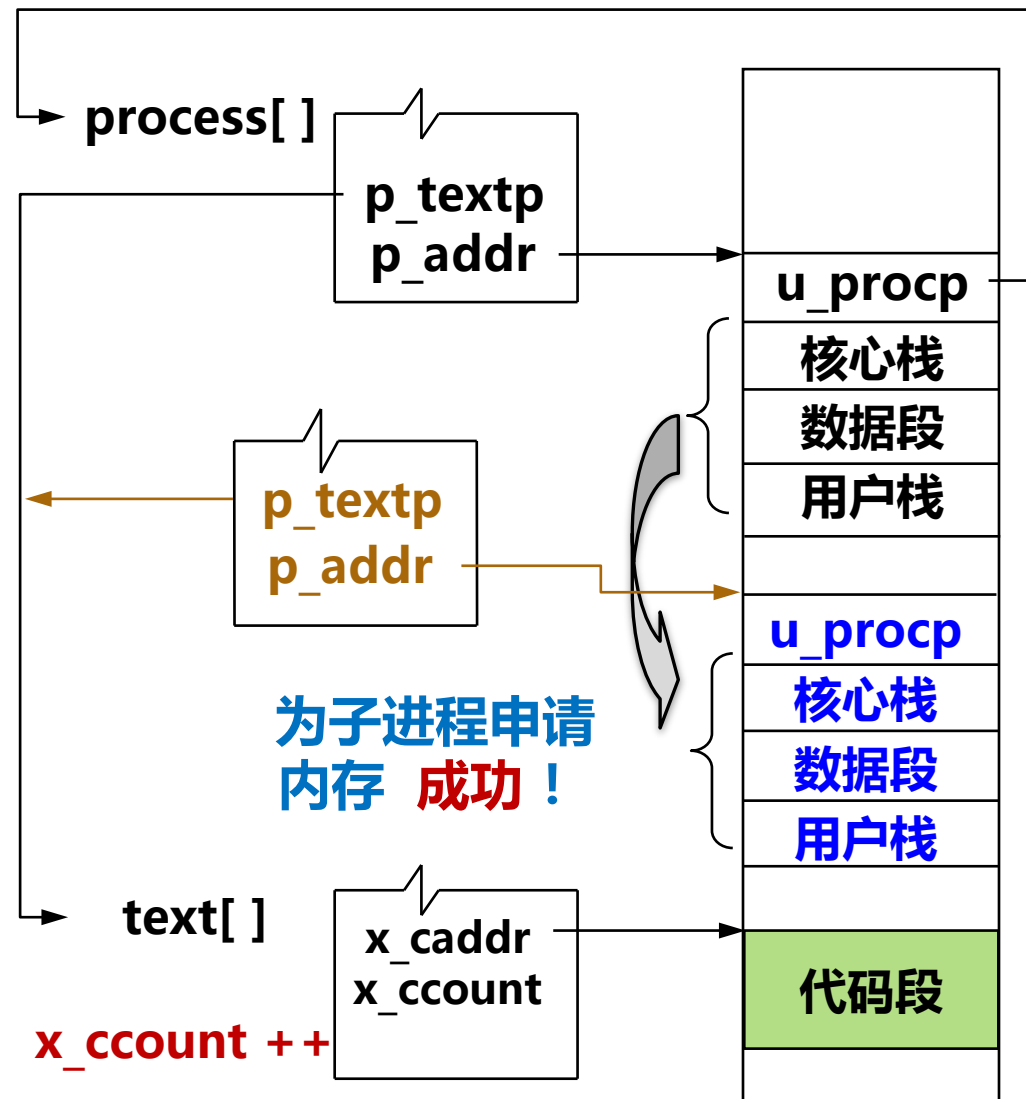 process[ ]
p_textp
p_addr
u_procp
核心栈
数据段
用户栈
p_textp
p_addr
u_procp
核心栈
数据段
用户栈
为子进程申请
内存 成功！
text[ ]
x_caddr
x_ccount
代码段
x_ccount ++